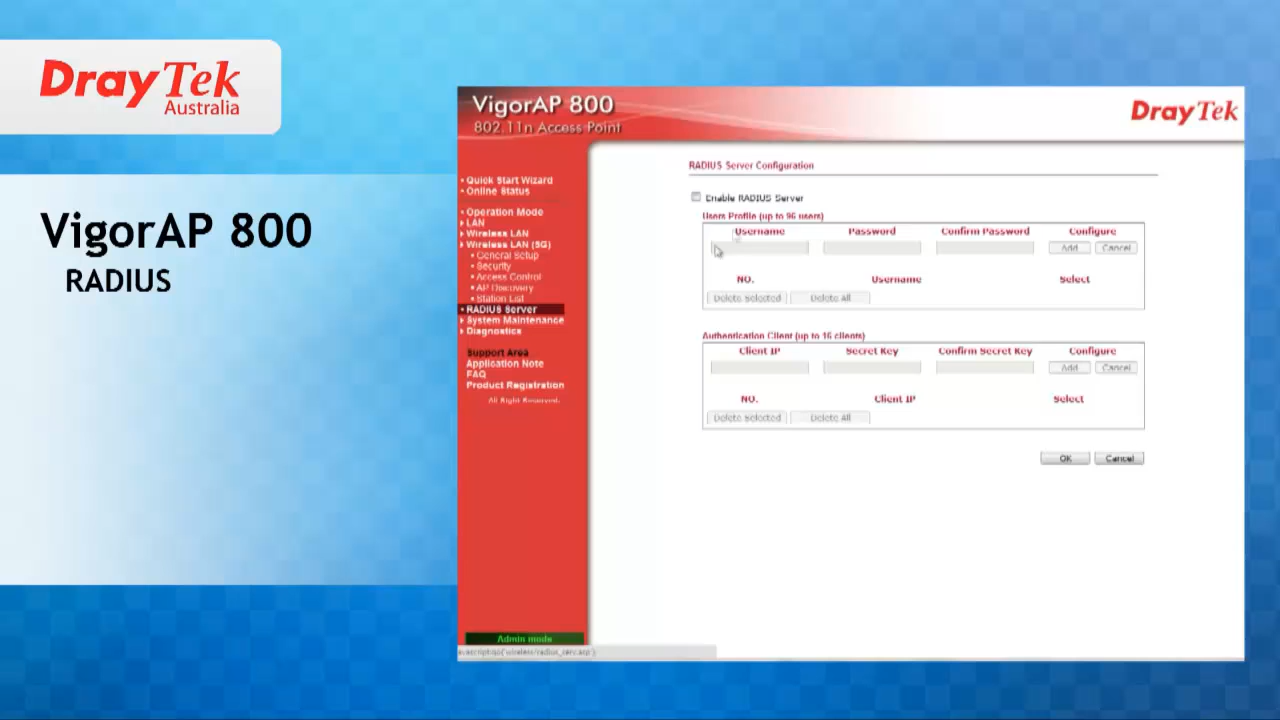 DrayTek
Australia
VigorAP 800
RADIUS
VigorAP 800
802.11n Access Point
DrayTek
Quick Start Wizard
Online Status
Operation Mode
LAN
Wireless LAN
Wireless LAN (5G)
General Setup
Security
Access Control
AP Discovery
Station List
RADIUS Server
System Maintenance
Diagnostics
Support Area
Application Note
FAQ
Product Registration
All Right Reserved.
Admin mode
RADIUS Server Configuration
Enable RADIUS Server
Users Profile (up to 96 users)
Username Password Confirm Password Configure
Add Cancel
NO. Username Select
Delete Selected Delete All
Authentication Client (up to 16 clients)
Client IP Secret Key Confirm Secret Key Configure
Add Cancel
NO. Client IP Select
Delete Selected Delete All
OK Cancel